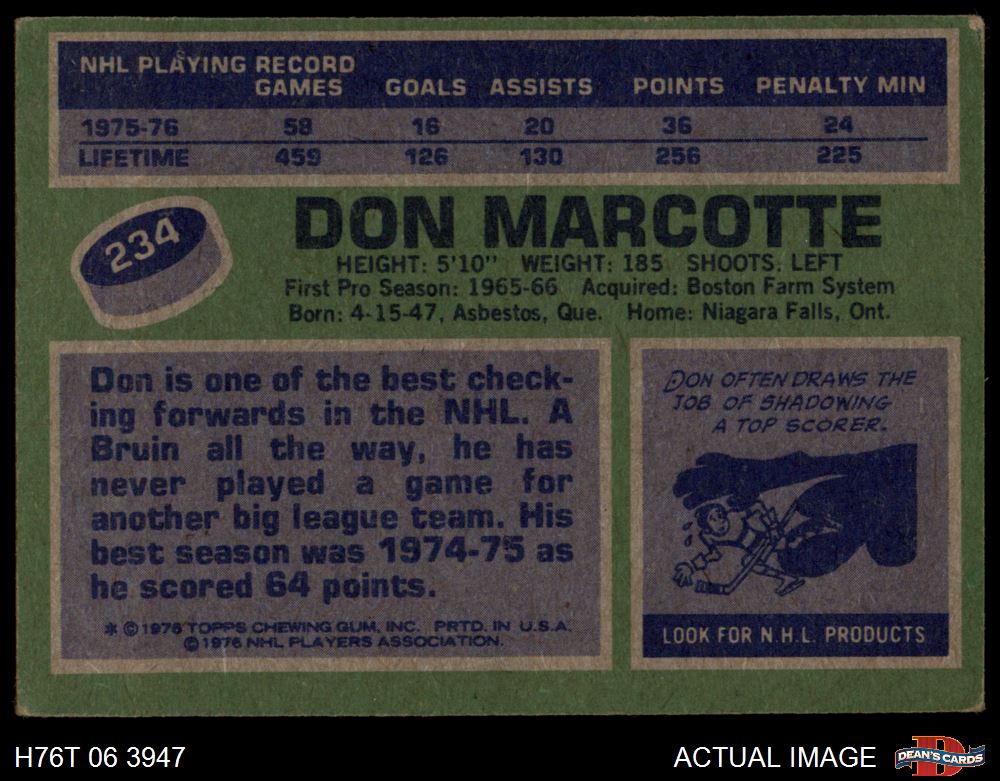 NHL PLAYING RECORD
GAMES GOALS ASSISTS POINTS PENALTY MIN
1975-76 58 16 20 36 24
LIFETIME 459 126 130 256 225
234
DON MARCOTTE
HEIGHT: 5'10" WEIGHT: 185 SHOOTS: LEFT
First Pro Season: 1965-66 Acquired: Boston Farm System
Born: 4-15-47, Asbestos, Que. Home: Niagara Falls, Ont.
Don is one of the best check-
ing forwards in the NHL. A
Bruin all the way, he has
never played a game for
another big league team. His
best season was 1974-75 as
he scored 64 points.
* © 1976 TOPPS CHEWING GUM, INC. PRTD. IN U.S.A.
© 1976 NHL PLAYERS ASSOCIATION.
DON OFTEN DRAWS THE
JOB OF SHADOWING
A TOP SCORER.
LOOK FOR N.H.L. PRODUCTS
H76T 06 3947
ACTUAL IMAGE
D
DEAN'S CARDS